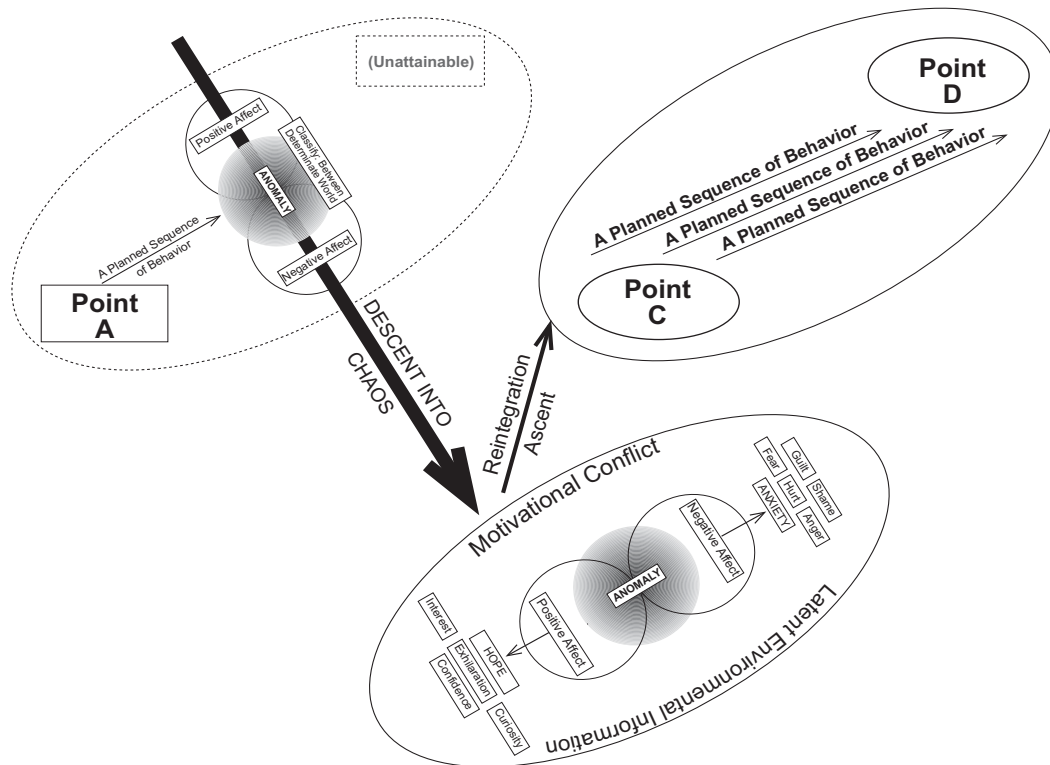 (Unattainable)
Positive Affect
Classify: Between
Determinate World
ANOMALY
A Planned Sequence
of Behavior
Negative Affect
Point
A
DESCENT INTO
CHAOS
Point
D
A Planned Sequence of Behavior
A Planned Sequence of Behavior
A Planned Sequence of Behavior
Point
C
Reintegration
Ascent
Motivational Conflict
Fear
Guilt
Shame
Hurt
ANXIETY
Anger
Negative Affect
ANOMALY
Positive Affect
Interest
HOPE
Exhilaration
Confidence
Curiosity
Latent Environmental Information